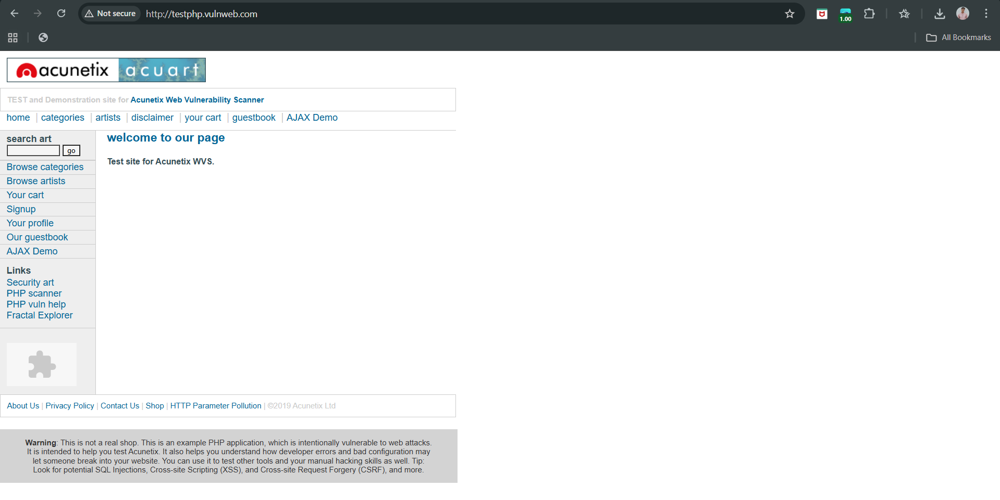 Not secure http://testphp.vulnweb.com
1.00
All Bookmarks
acunetix acuart
TEST and Demonstration site for Acunetix Web Vulnerability Scanner
home | categories | artists | disclaimer | your cart | guestbook | AJAX Demo
search art
go
Browse categories
Browse artists
Your cart
Signup
Your profile
Our guestbook
AJAX Demo
Links
Security art
PHP scanner
PHP vuln help
Fractal Explorer
welcome to our page
Test site for Acunetix WVS.
About Us | Privacy Policy | Contact Us | Shop | HTTP Parameter Pollution | ©2019 Acunetix Ltd
Warning: This is not a real shop. This is an example PHP application, which is intentionally vulnerable to web attacks.
It is intended to help you test Acunetix. It also helps you understand how developer errors and bad configuration may
let someone break into your website. You can use it to test other tools and your manual hacking skills as well. Tip:
Look for potential SQL Injections, Cross-site Scripting (XSS), and Cross-site Request Forgery (CSRF), and more.